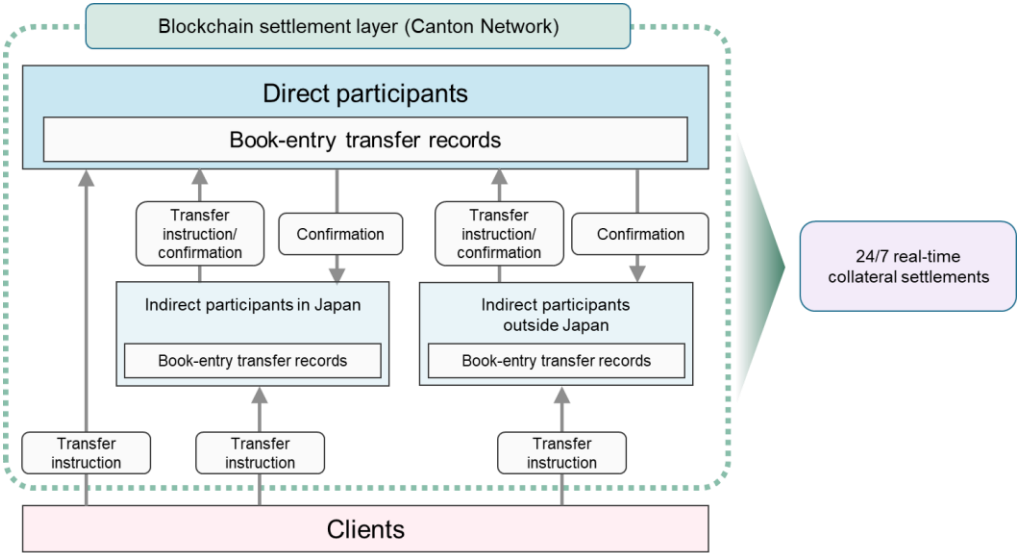 Blockchain settlement layer (Canton Network)
Direct participants
Book-entry transfer records
Transfer
instruction/
confirmation
Confirmation
Transfer
instruction/
confirmation
Confirmation
24/7 real-time
collateral settlements
Indirect participants in Japan
Book-entry transfer records
Indirect participants
outside Japan
Book-entry transfer records
Transfer
instruction
Transfer
instruction
Transfer
instruction
Clients